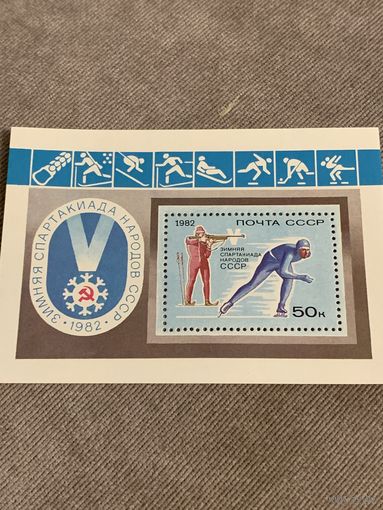 ЗИМНЯЯ СПАРТАКИАДА НАРОДОВ СССР
·1982·
1982
ПОЧТА СССР
V
ЗИМНЯЯ
СПАРТАКИАДА
НАРОДОВ
СССР
50к